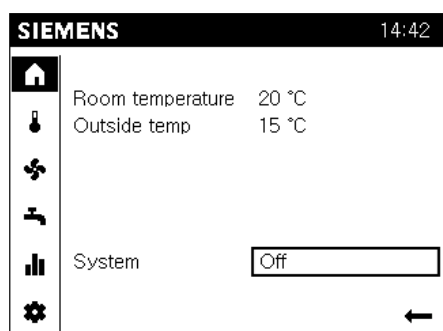 SIEMENS 14:42
Room temperature 20 °C
Outside temp 15 °C
System Off